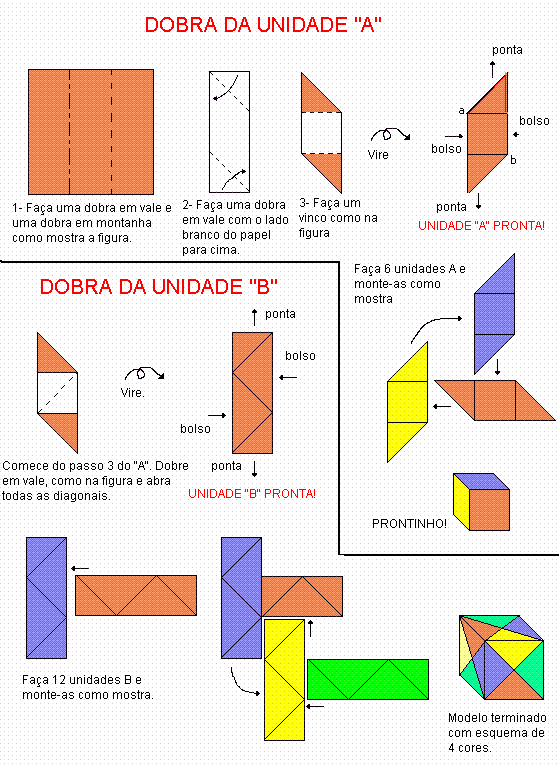 DOBRA DA UNIDADE "A"
1- Faça uma dobra em vale e
uma dobra em montanha
como mostra a figura.
2- Faça uma dobra
em vale com o lado
branco do papel
para cima.
3- Faça um
vinco como na
figura
Vire
ponta
a
bolso
bolso
b
ponta
UNIDADE "A" PRONTA!
Faça 6 unidades A e
monte-as como
mostra
PRONTINHO!
DOBRA DA UNIDADE "B"
Vire.
ponta
bolso
bolso
ponta
Comece do passo 3 do "A". Dobre
em vale, como na figura e abra
todas as diagonais.
UNIDADE "B" PRONTA!
Faça 12 unidades B e
monte-as como mostra.
Modelo terminado
com esquema de
4 cores.